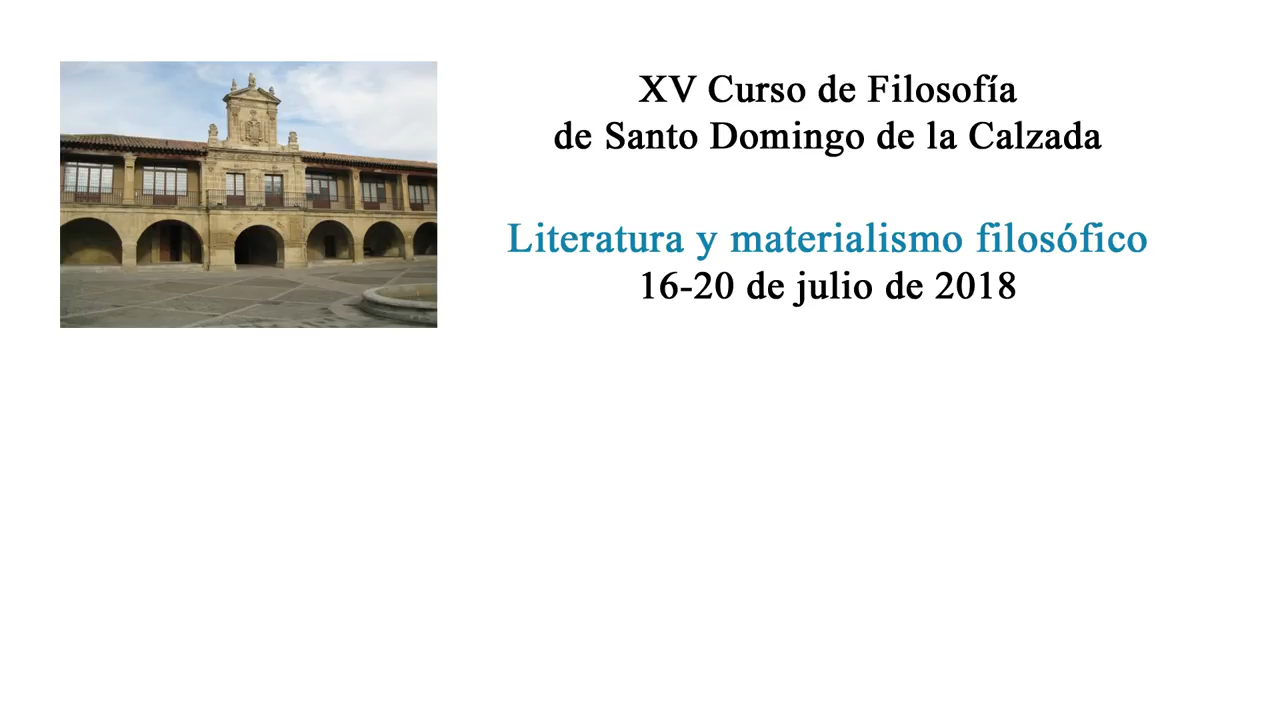 XV Curso de Filosofía
de Santo Domingo de la Calzada
Literatura y materialismo filosófico
16-20 de julio de 2018